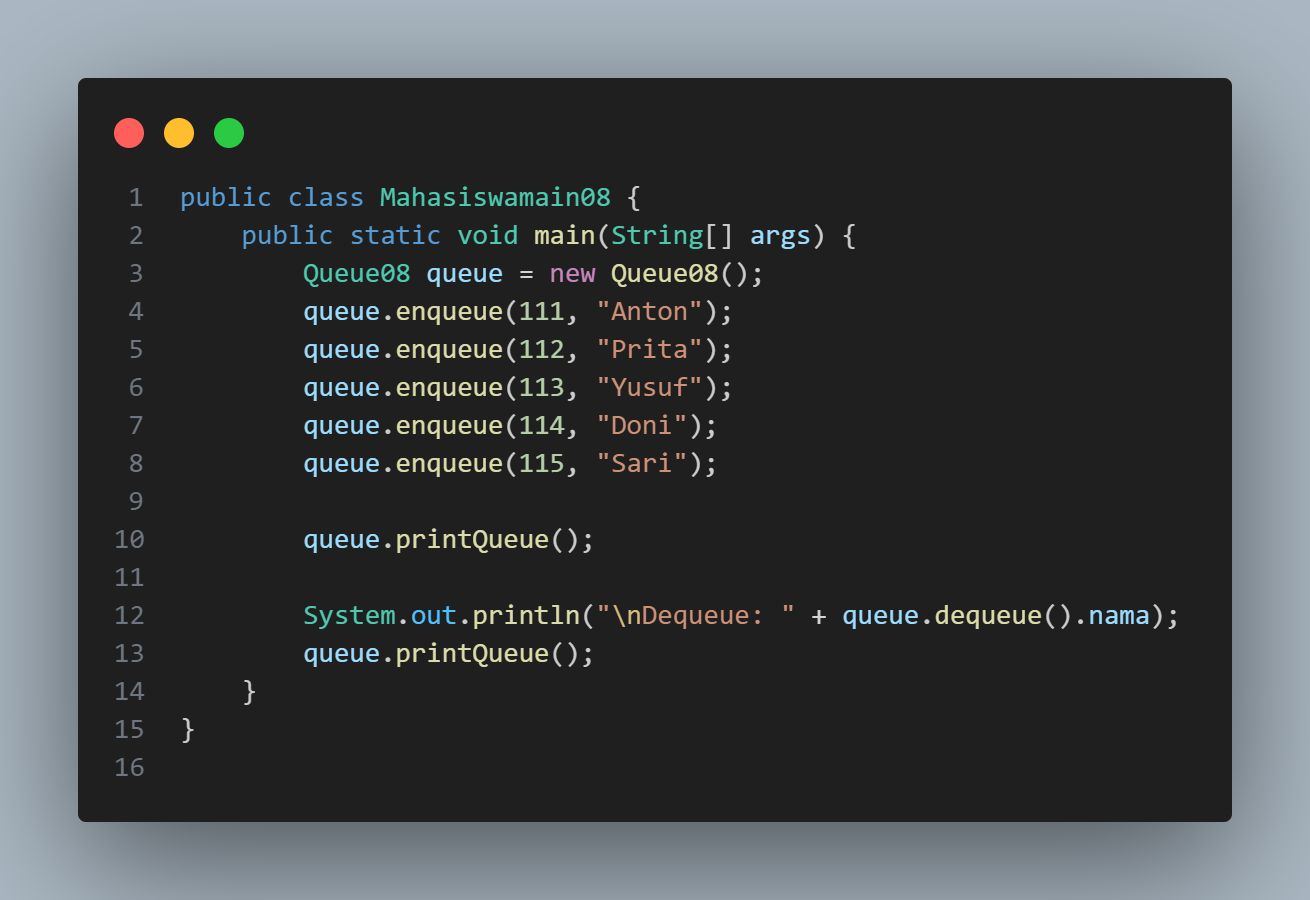 1 public class Mahasiswamain08 {
2     public static void main(String[] args) {
3         Queue08 queue = new Queue08();
4         queue.enqueue(111, "Anton");
5         queue.enqueue(112, "Prita");
6         queue.enqueue(113, "Yusuf");
7         queue.enqueue(114, "Doni");
8         queue.enqueue(115, "Sari");
9
10         queue.printQueue();
11
12         System.out.println("\nDequeue: " + queue.dequeue().nama);
13         queue.printQueue();
14     }
15 }
16